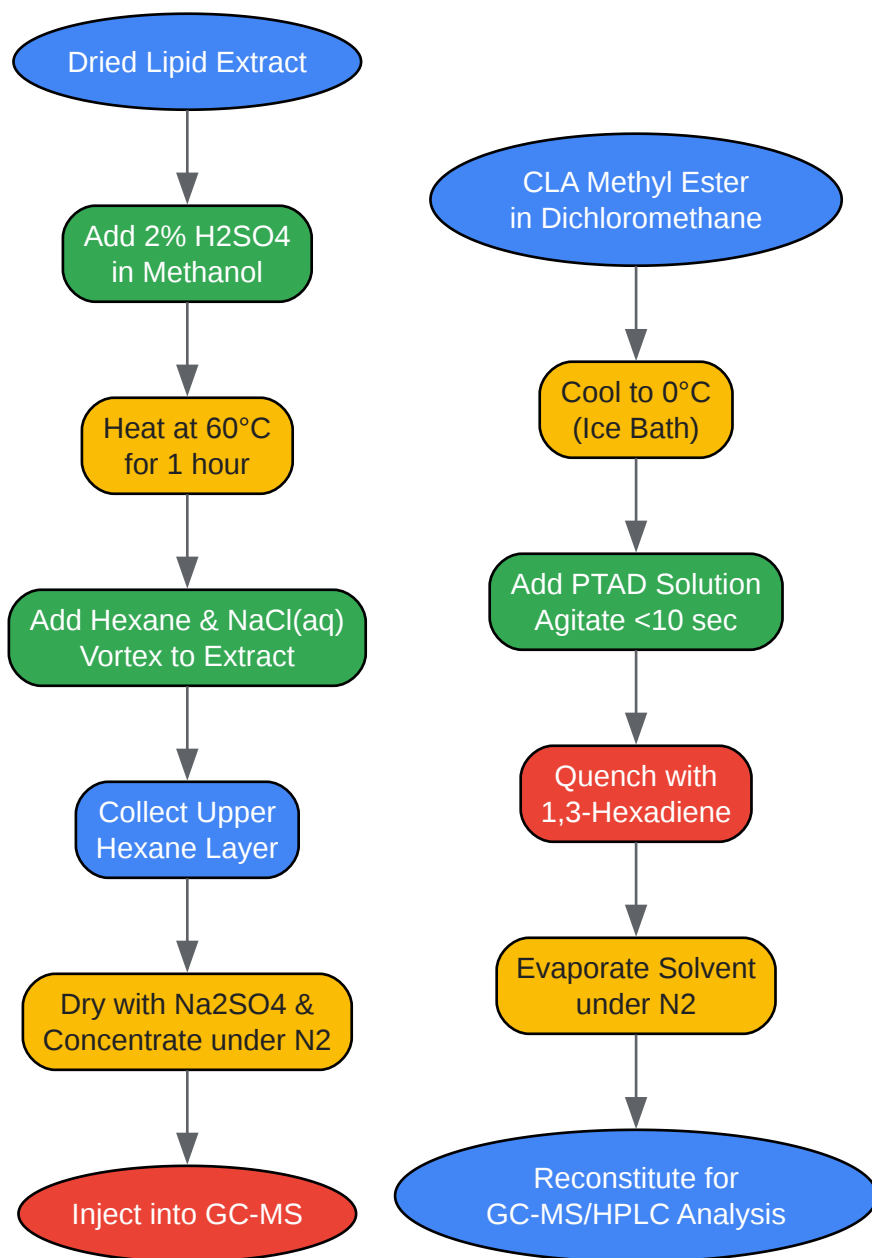 Dried Lipid Extract
Add 2% H2SO4
in Methanol
Heat at 60°C
for 1 hour
Add Hexane & NaCl(aq)
Vortex to Extract
Collect Upper
Hexane Layer
Dry with Na2SO4 &
Concentrate under N2
Inject into GC-MS
CLA Methyl Ester
in Dichloromethane
Cool to 0°C
(Ice Bath)
Add PTAD Solution
Agitate <10 sec
Quench with
1,3-Hexadiene
Evaporate Solvent
under N2
Reconstitute for
GC-MS/HPLC Analysis